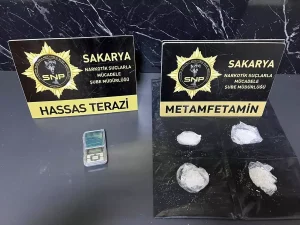 SNP
SAKARYA
NARKOTİK SUÇLARLA
MÜCADELE
ŞUBE MÜDÜRLÜĞÜ
HASSAS TERAZİ
SNP
SAKARYA
NARKOTİK SUÇLARLA
MÜCADELE
ŞUBE MÜDÜRLÜĞÜ
METAMFETAMİN